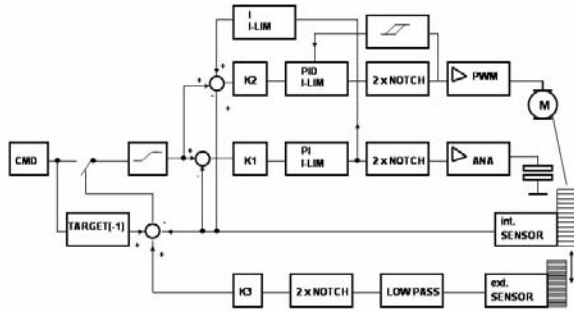 I
I-LIM
K2
PID
I-LIM
2 x NOTCH
PWM
M
CMD
K1
PI
I-LIM
2 x NOTCH
ANA
TARGET(-1)
int.
SENSOR
K3
2 x NOTCH
LOW PASS
ext.
SENSOR